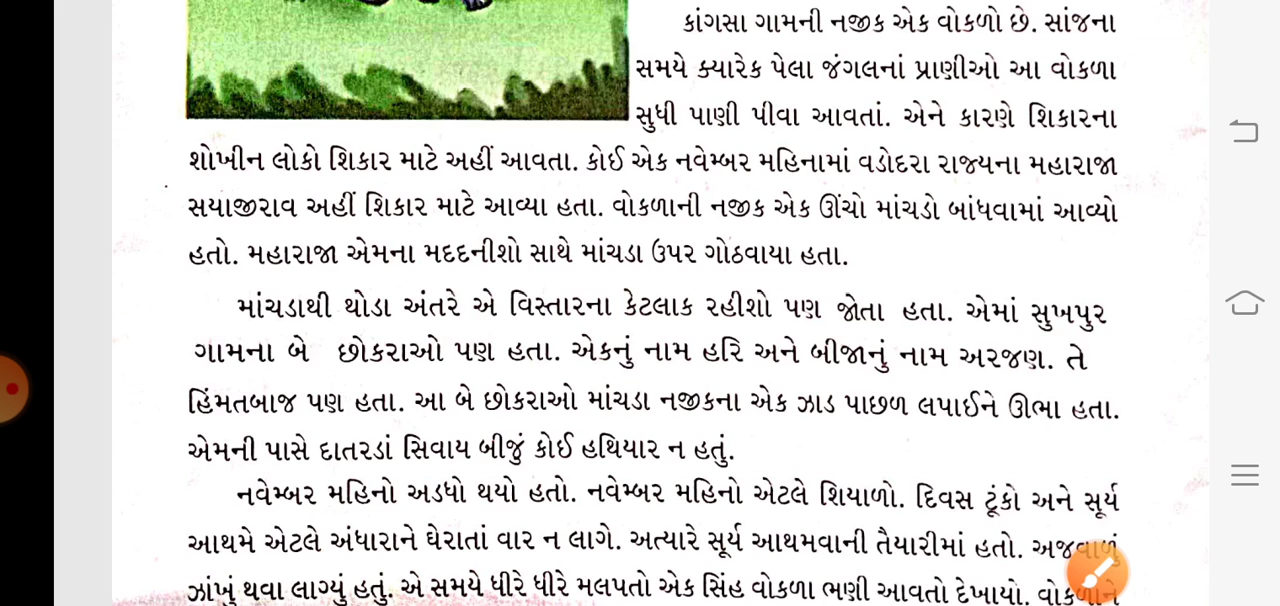 કાંગસા ગામની નજીક એક વોકળો છે. સાંજના
સમયે ક્યારેક પેલા જંગલનાં પ્રાણીઓ આ વોકળા
સુધી પાણી પીવા આવતાં. એને કારણે શિકારના
શોખીન લોકો શિકાર માટે અહીં આવતા. કોઈ એક નવેમ્બર મહિનામાં વડોદરા રાજ્યના મહારાજા
સયાજીરાવ અહીં શિકાર માટે આવ્યા હતા. વોકળાની નજીક એક ઊંચો માંચડો બાંધવામાં આવ્યો
હતો. મહારાજા એમના મદદનીશો સાથે માંચડા ઉપર ગોઠવાયા હતા.
માંચડાથી થોડા અંતરે એ વિસ્તારના કેટલાક રહીશો પણ જોતા હતા. એમાં સુખપુર
ગામના બે છોકરાઓ પણ હતા. એકનું નામ હરિ અને બીજાનું નામ અરજણ. તે
હિંમતબાજ પણ હતા. આ બે છોકરાઓ માંચડા નજીકના એક ઝાડ પાછળ લપાઈને ઊભા હતા.
એમની પાસે દાતરડાં સિવાય બીજું કોઈ હથિયાર ન હતું.
નવેમ્બર મહિનો અડધો થયો હતો. નવેમ્બર મહિનો એટલે શિયાળો. દિવસ ટૂંકો અને સૂર્ય
આથમે એટલે અંધારાને ઘેરાતાં વાર ન લાગે. અત્યારે સૂર્ય આથમવાની તૈયારીમાં હતો. અજવાળું
ઝાંખું થવા લાગ્યું હતું. એ સમયે ધીરે ધીરે મલપતો એક સિંહ વોકળા ભણી આવતો દેખાયો. વોકળાને